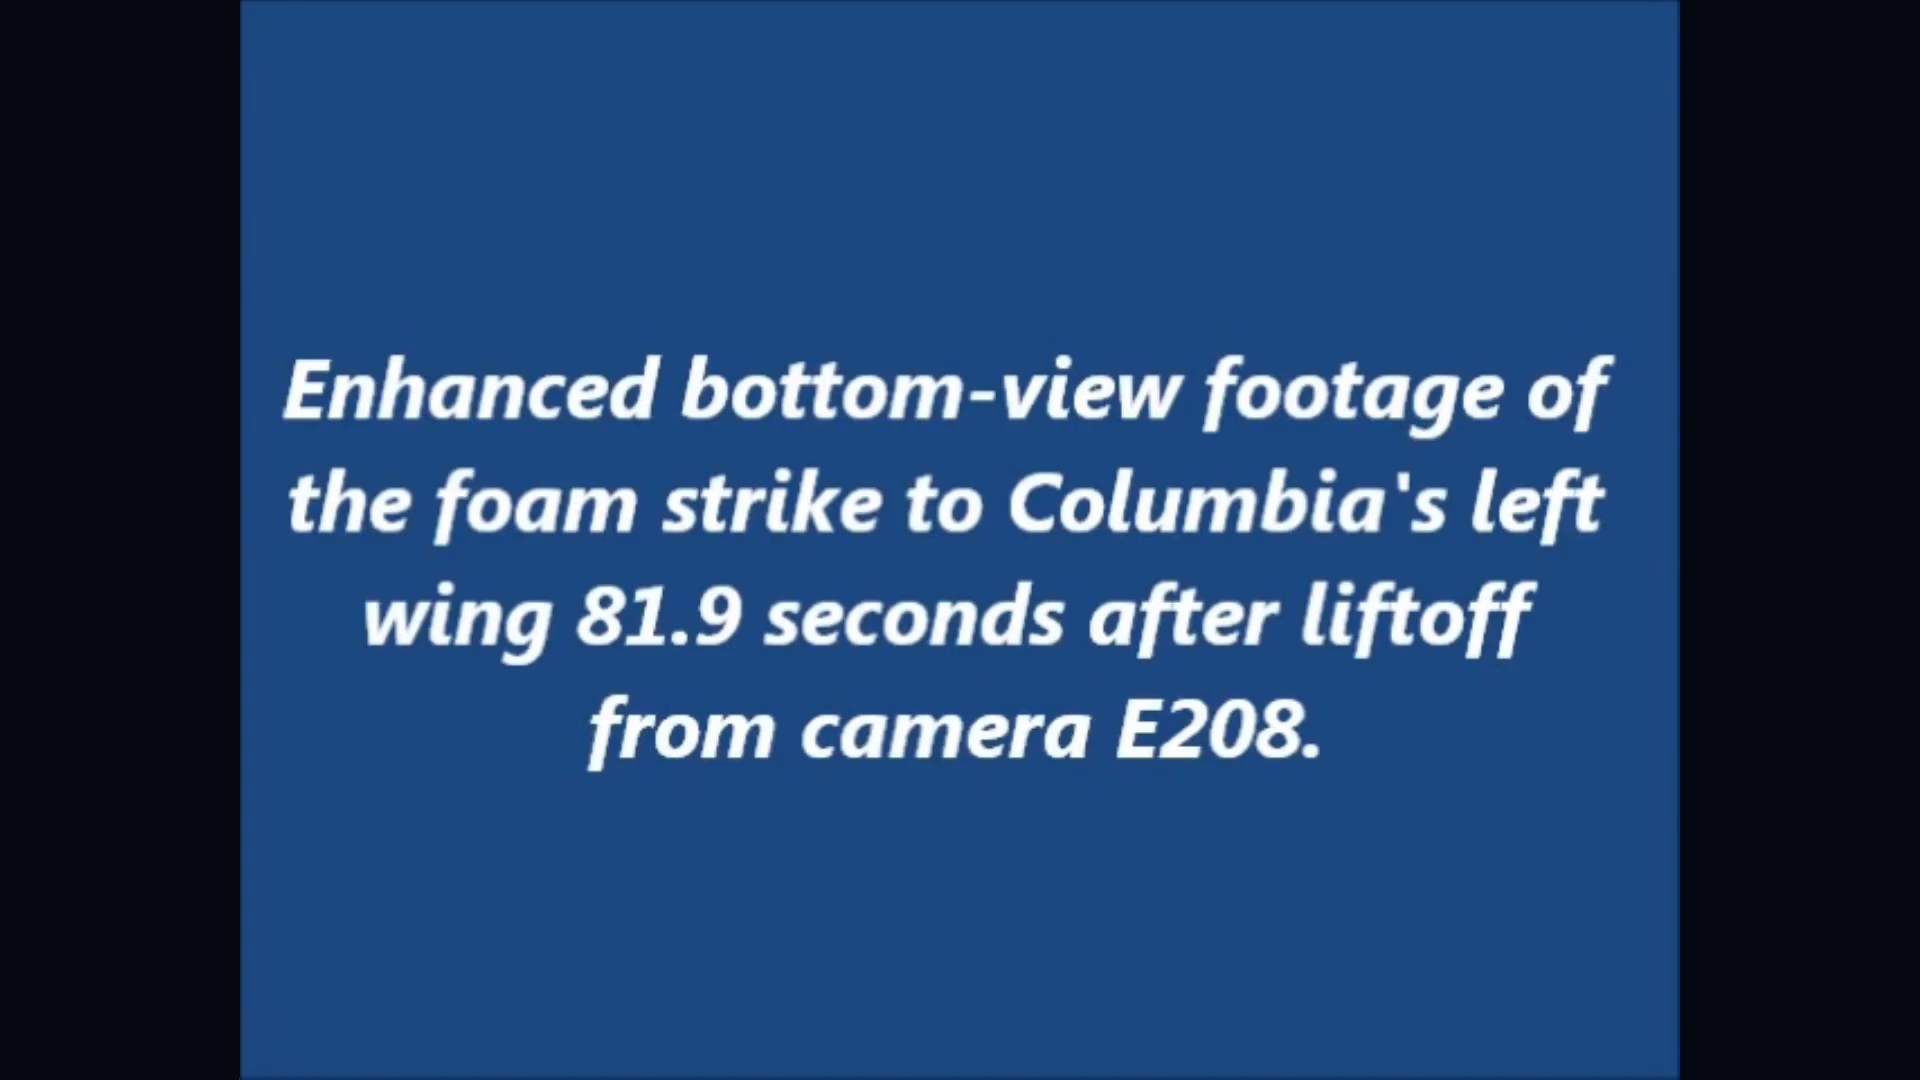 Enhanced bottom-view footage of
the foam strike to Columbia's left
wing 81.9 seconds after liftoff
from camera E208.